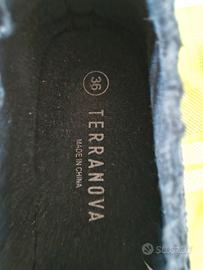 36
TERRANOVA
MADE IN CHINA
SUBITO